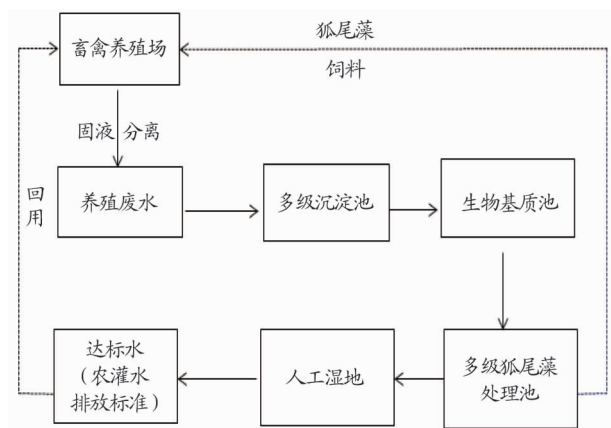 畜禽养殖场
狐尾藻
饲料
固液 分离
回用
养殖废水
多级沉淀池
生物基质池
达标水
（农灌水
排放标准）
人工湿地
多级狐尾藻
处理池